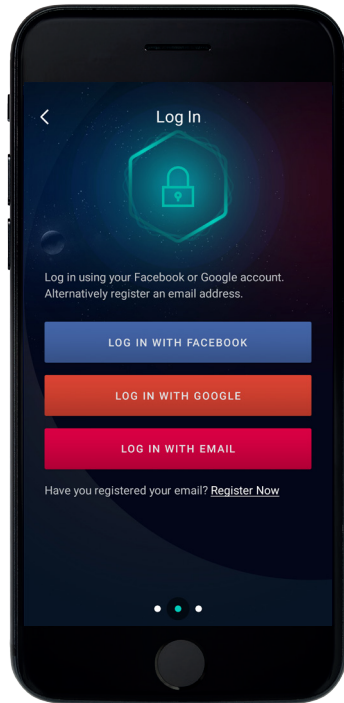 Log In
Log in using your Facebook or Google account.
Alternatively register an email address.
LOG IN WITH FACEBOOK
LOG IN WITH GOOGLE
LOG IN WITH EMAIL
Have you registered your email? Register Now